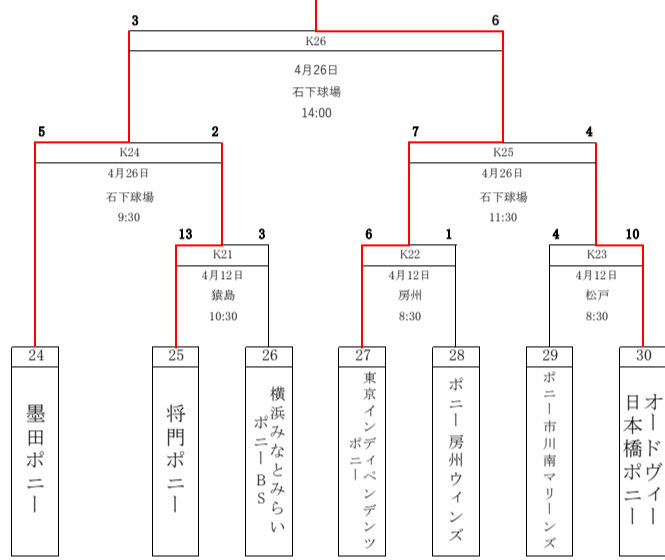 3 6
K26
4月26日
石下球場
14:00
5 2 7 4
K24 K25
4月26日 4月26日
石下球場 石下球場
9:30 11:30
13 3 6 1 4 10
K21 K22 K23
4月12日 4月12日 4月12日
猿島 房州 松戸
10:30 8:30 8:30
24 25 26 27 28 29 30
墨田ポニー
将門ポニー
横浜みなとみらい
ポニーBS
東京インディペンデンツ
ポニー
ポニー房州ウィンズ
ポニー市川南マリーンズ
オードヴィー
日本橋ポニー